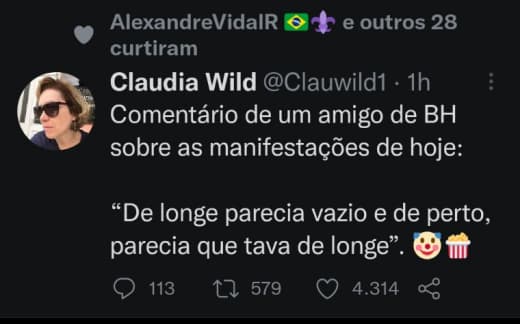 AlexandreVidalR 🇧🇷⚜️ e outros 28
curtiram
Claudia Wild @Clauwild1 · 1h
Comentário de um amigo de BH
sobre as manifestações de hoje:
“De longe parecia vazio e de perto,
parecia que tava de longe”. 🤡🍿
113 579 4.314